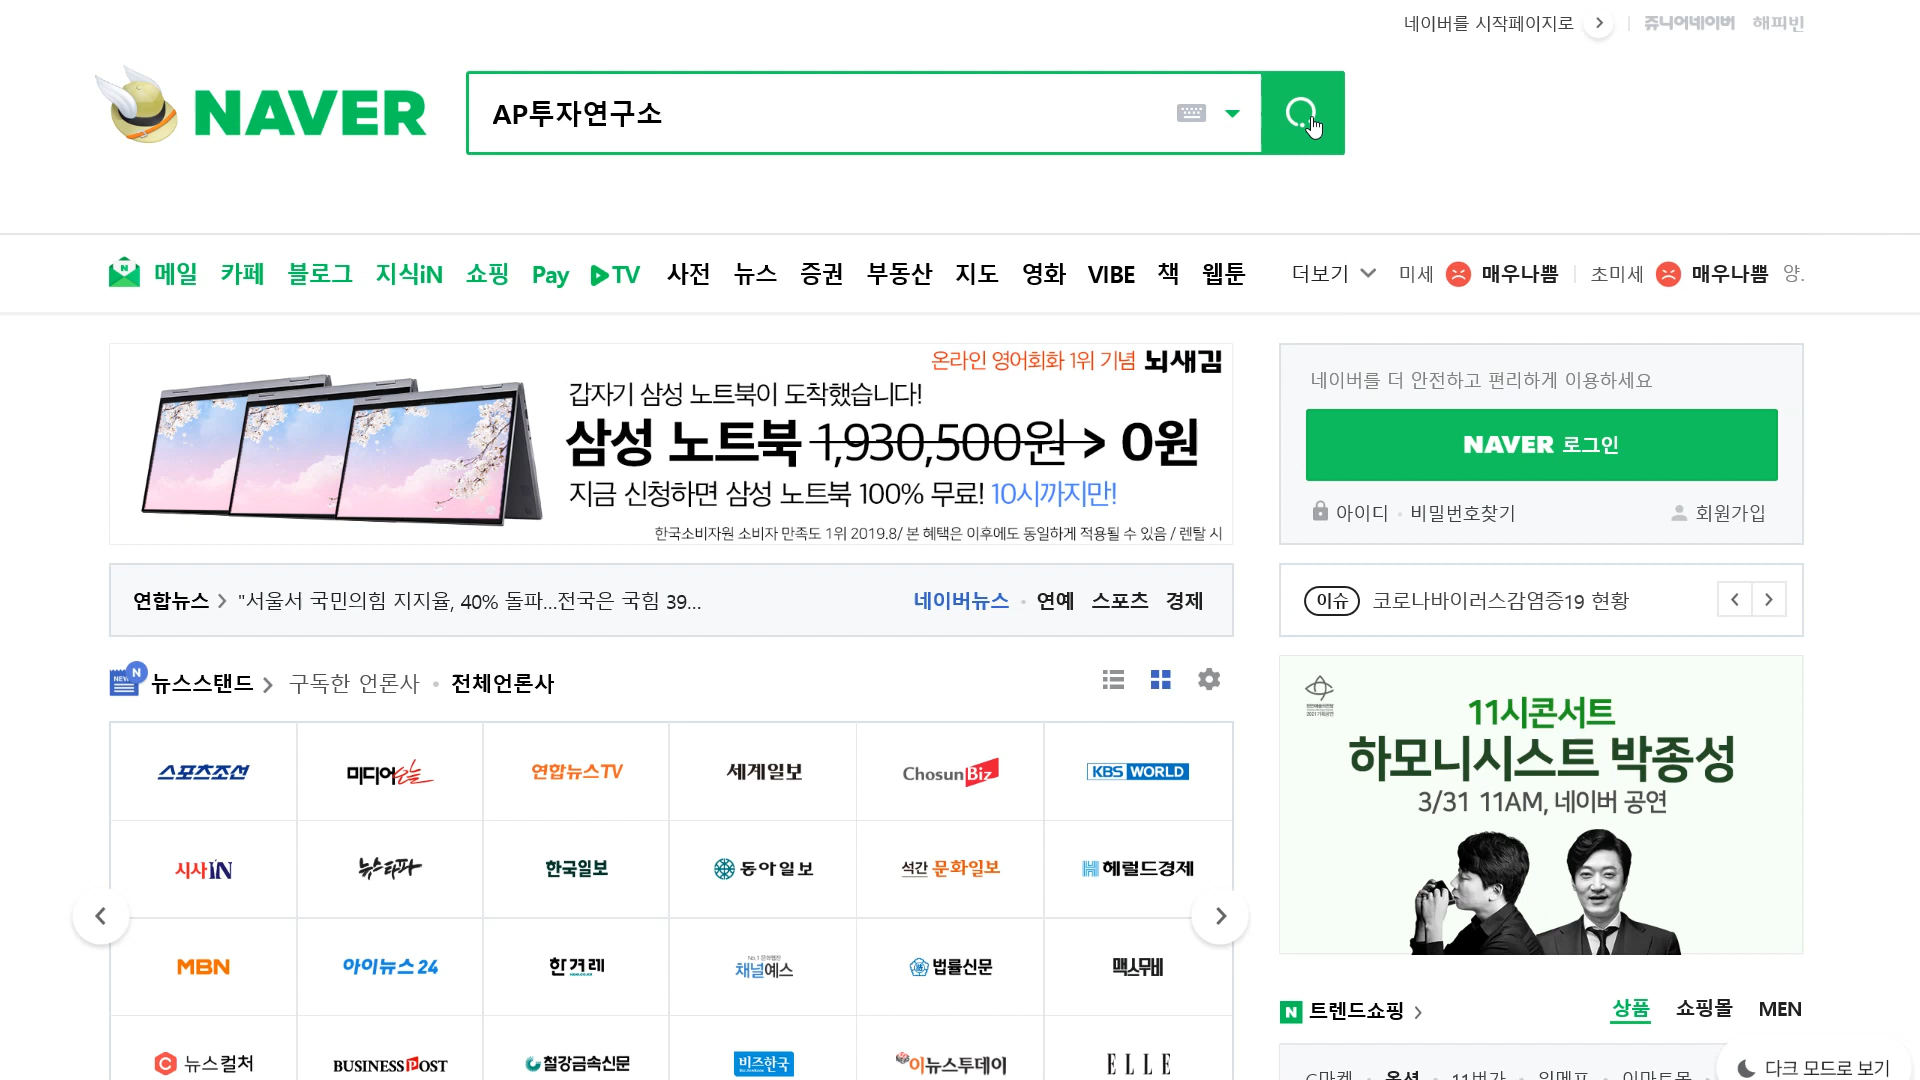 네이버를 시작페이지로 쥬니어네이버 해피빈
NAVER
AP투자연구소
메일 카페 블로그 지식iN 쇼핑 Pay TV 사전 뉴스 증권 부동산 지도 영화 VIBE 책 웹툰 더보기 미세 매우나쁨 초미세 매우나쁨 양.
온라인 영어회화 1위 기념 뇌새김
갑자기 삼성 노트북이 도착했습니다!
삼성 노트북 1,930,500원 > 0원
지금 신청하면 삼성 노트북 100% 무료! 10시까지만!
한국소비자원 소비자 만족도 1위 2019.8/ 본 혜택은 이후에도 동일하게 적용될 수 있음 / 렌탈 시
네이버를 더 안전하고 편리하게 이용하세요
NAVER 로그인
아이디 · 비밀번호찾기 회원가입
연합뉴스 > "서울서 국민의힘 지지율, 40% 돌파...전국은 국힘 39...
네이버뉴스 · 연예 스포츠 경제
이슈 코로나바이러스감염증19 현황
NEWS N 뉴스스탠드 > 구독한 언론사 · 전체언론사
스포츠조선 미디어오늘 연합뉴스TV 세계일보 ChosunBiz KBS WORLD
시사IN 뉴스타파 한국일보 동아일보 석간 문화일보 헤럴드경제
MBN 아이뉴스24 한겨레 채널예스 법률신문 맥스무비
뉴스컬처 BUSINESSPOST 철강금속신문 비즈한국 이뉴스투데이 ELLE
11시콘서트
하모니시스트 박종성
3/31 11AM, 네이버 공연
N 트렌드쇼핑 > 상품 쇼핑몰 MEN
G마켓 · 옥션 · 11번가 · 위메프 · 이마트몰 ·
다크 모드로 보기